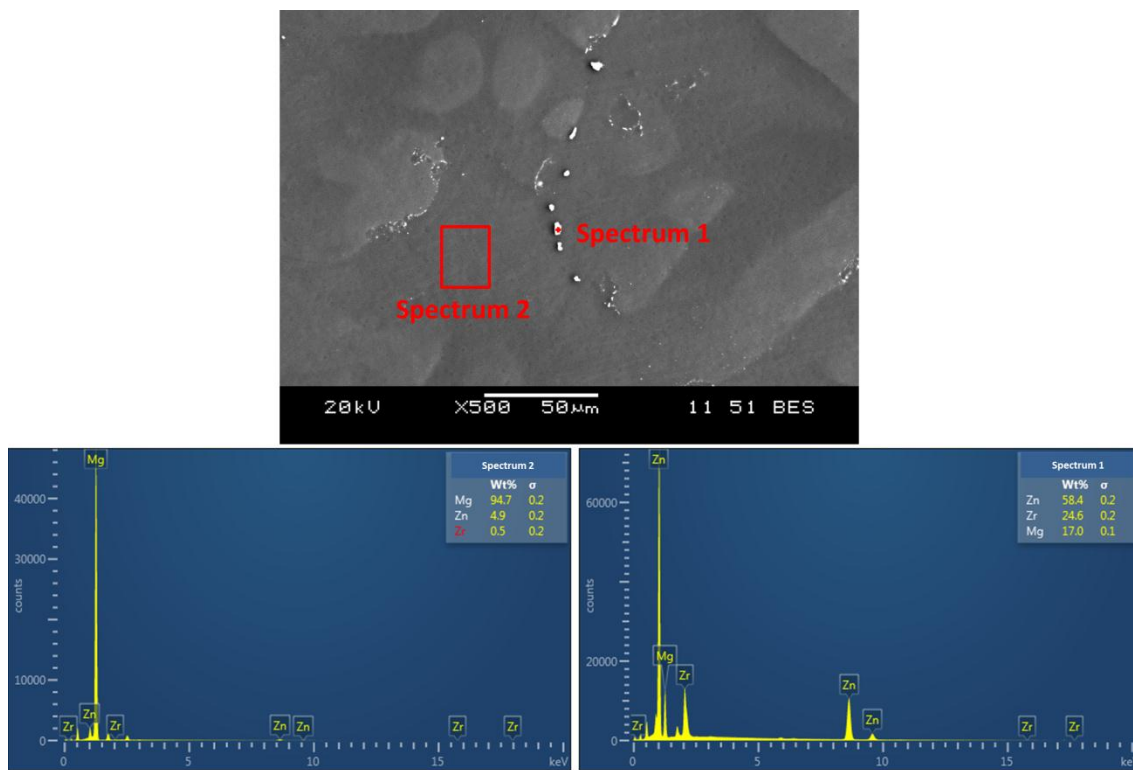 Spectrum 1
Spectrum 2
20kV X500 50µm 11 51 BES
Mg
Spectrum 2
Wt% σ
Mg 94.7 0.2
Zn 4.9 0.2
Zr 0.5 0.2
40000
30000
counts
10000
Zr Zn Zr Zn Zn Zr Zr
0
0 5 10 15 keV
Zn
Spectrum 1
Wt% σ
Zn 58.4 0.2
Zr 24.6 0.2
Mg 17.0 0.1
60000
counts
20000
Mg
Zr
Zn
Zn
Zr Zr Zr
0
0 5 10 15 keV